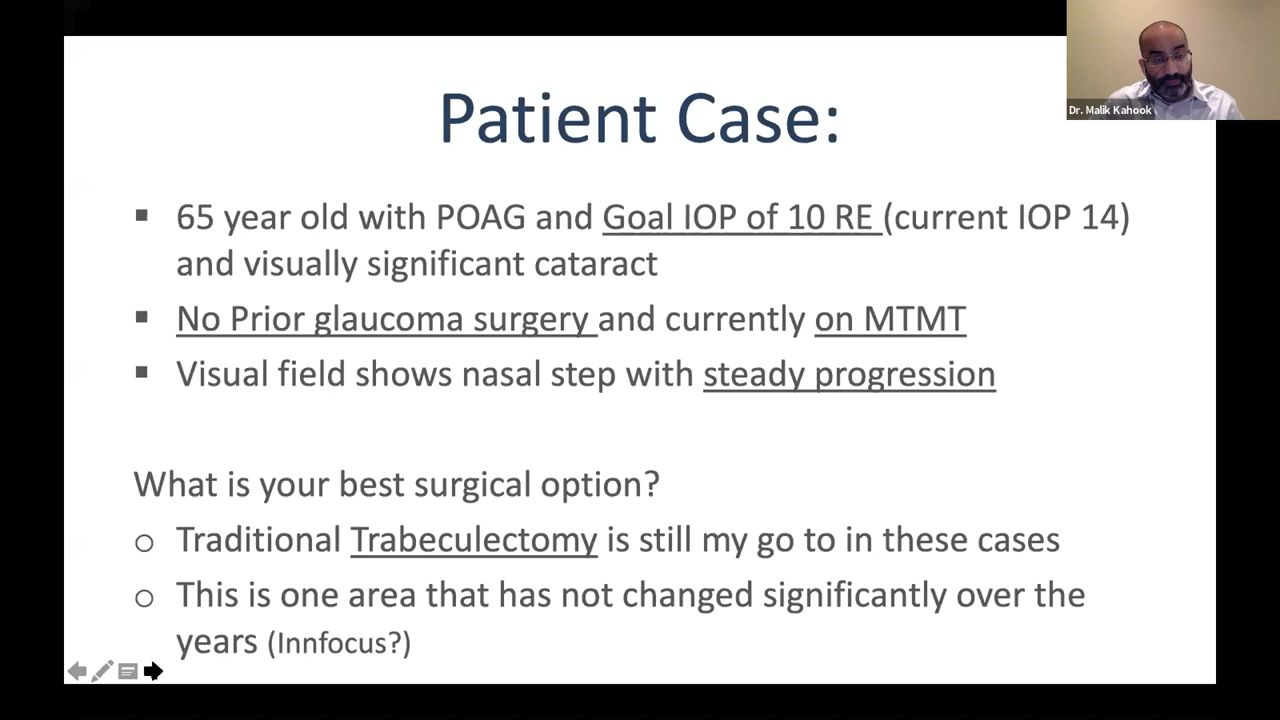 Dr. Malik Kahook
Patient Case:
▪ 65 year old with POAG and Goal IOP of 10 RE (current IOP 14)
and visually significant cataract
▪ No Prior glaucoma surgery and currently on MTMT
▪ Visual field shows nasal step with steady progression
What is your best surgical option?
o Traditional Trabeculectomy is still my go to in these cases
o This is one area that has not changed significantly over the
years (Innfocus?)